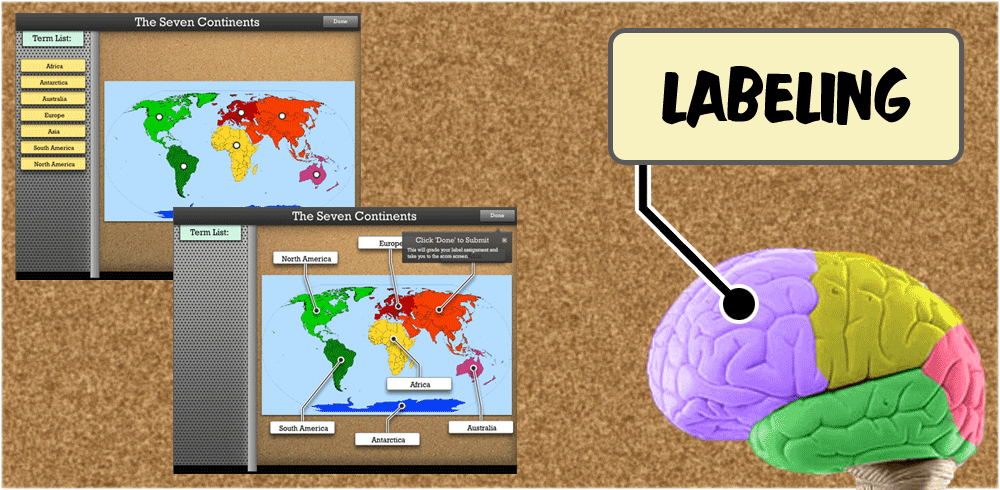 The Seven Continents
Done
Term List:
Africa
Antarctica
Australia
Europe
Asia
South America
North America
The Seven Continents
Done
Term List:
Click 'Done' to Submit
This will grade your label assignment and
take you to the score screen.
Europe
North America
Africa
South America
Antarctica
Australia
LABELING